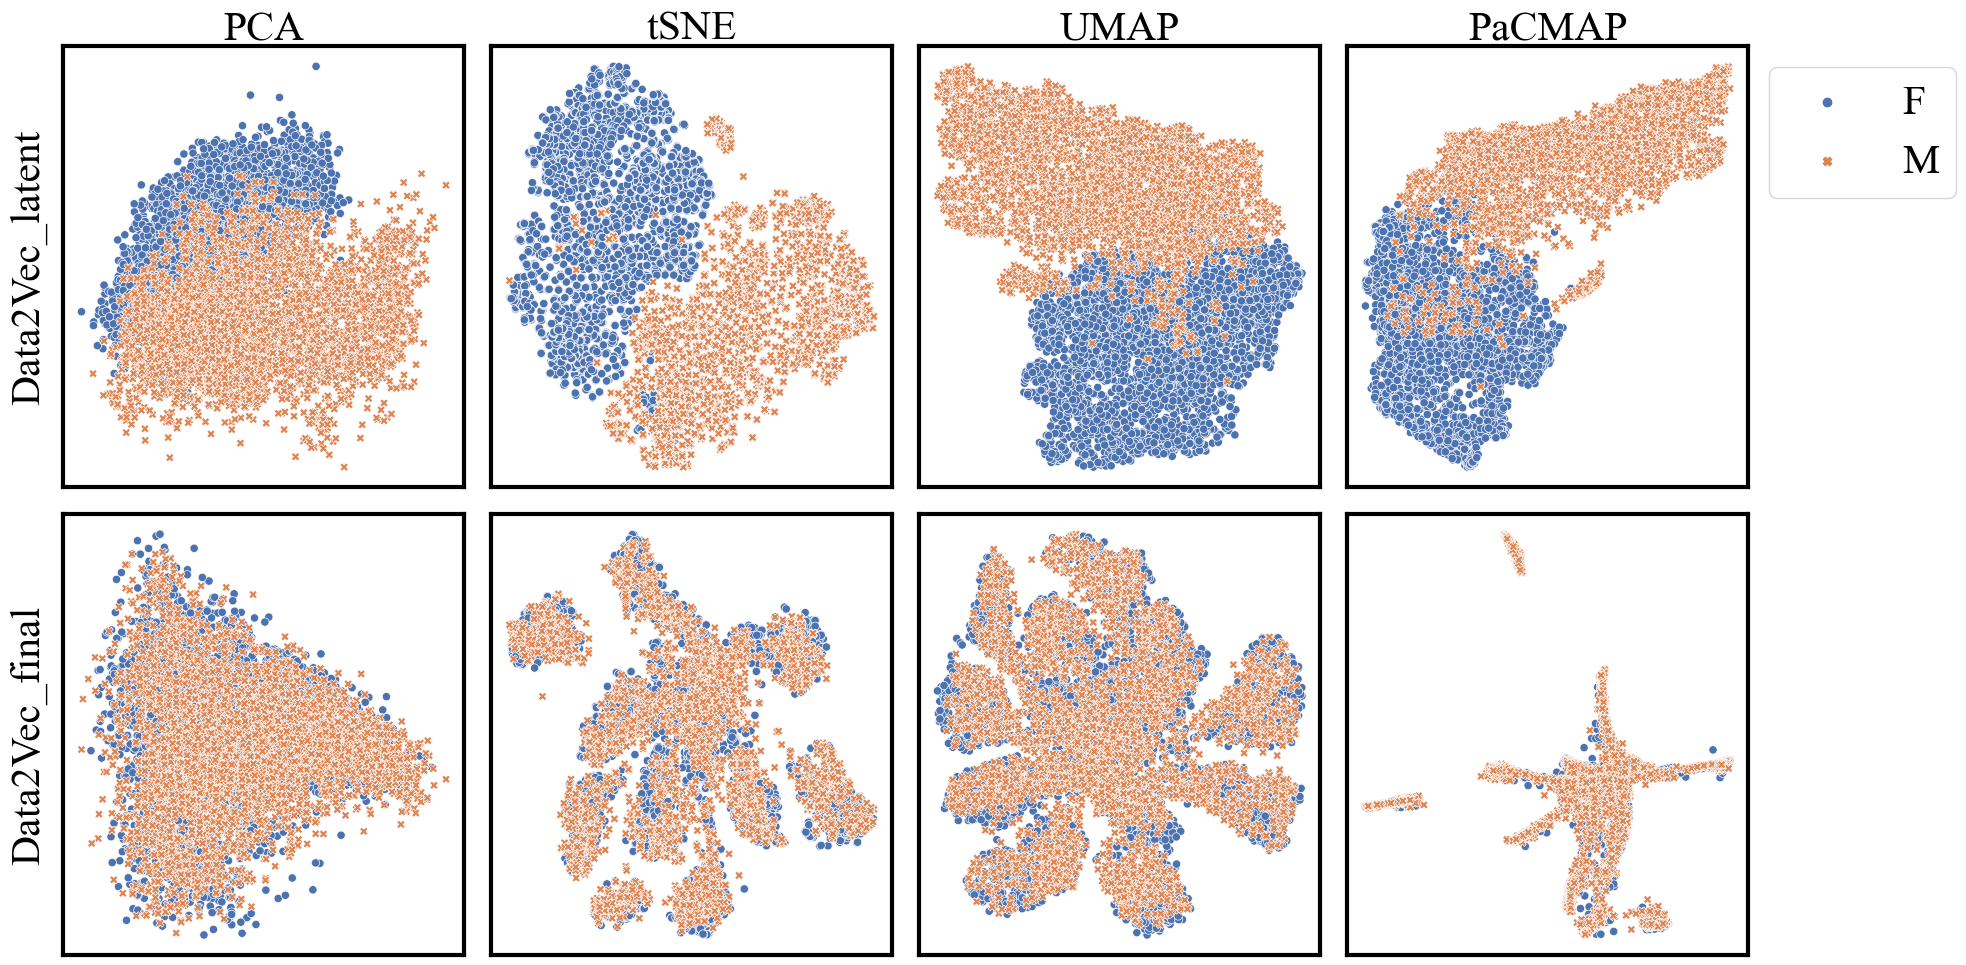 PCA
tSNE
UMAP
PaCMAP
F
M
Data2Vec_latent
Data2Vec_final